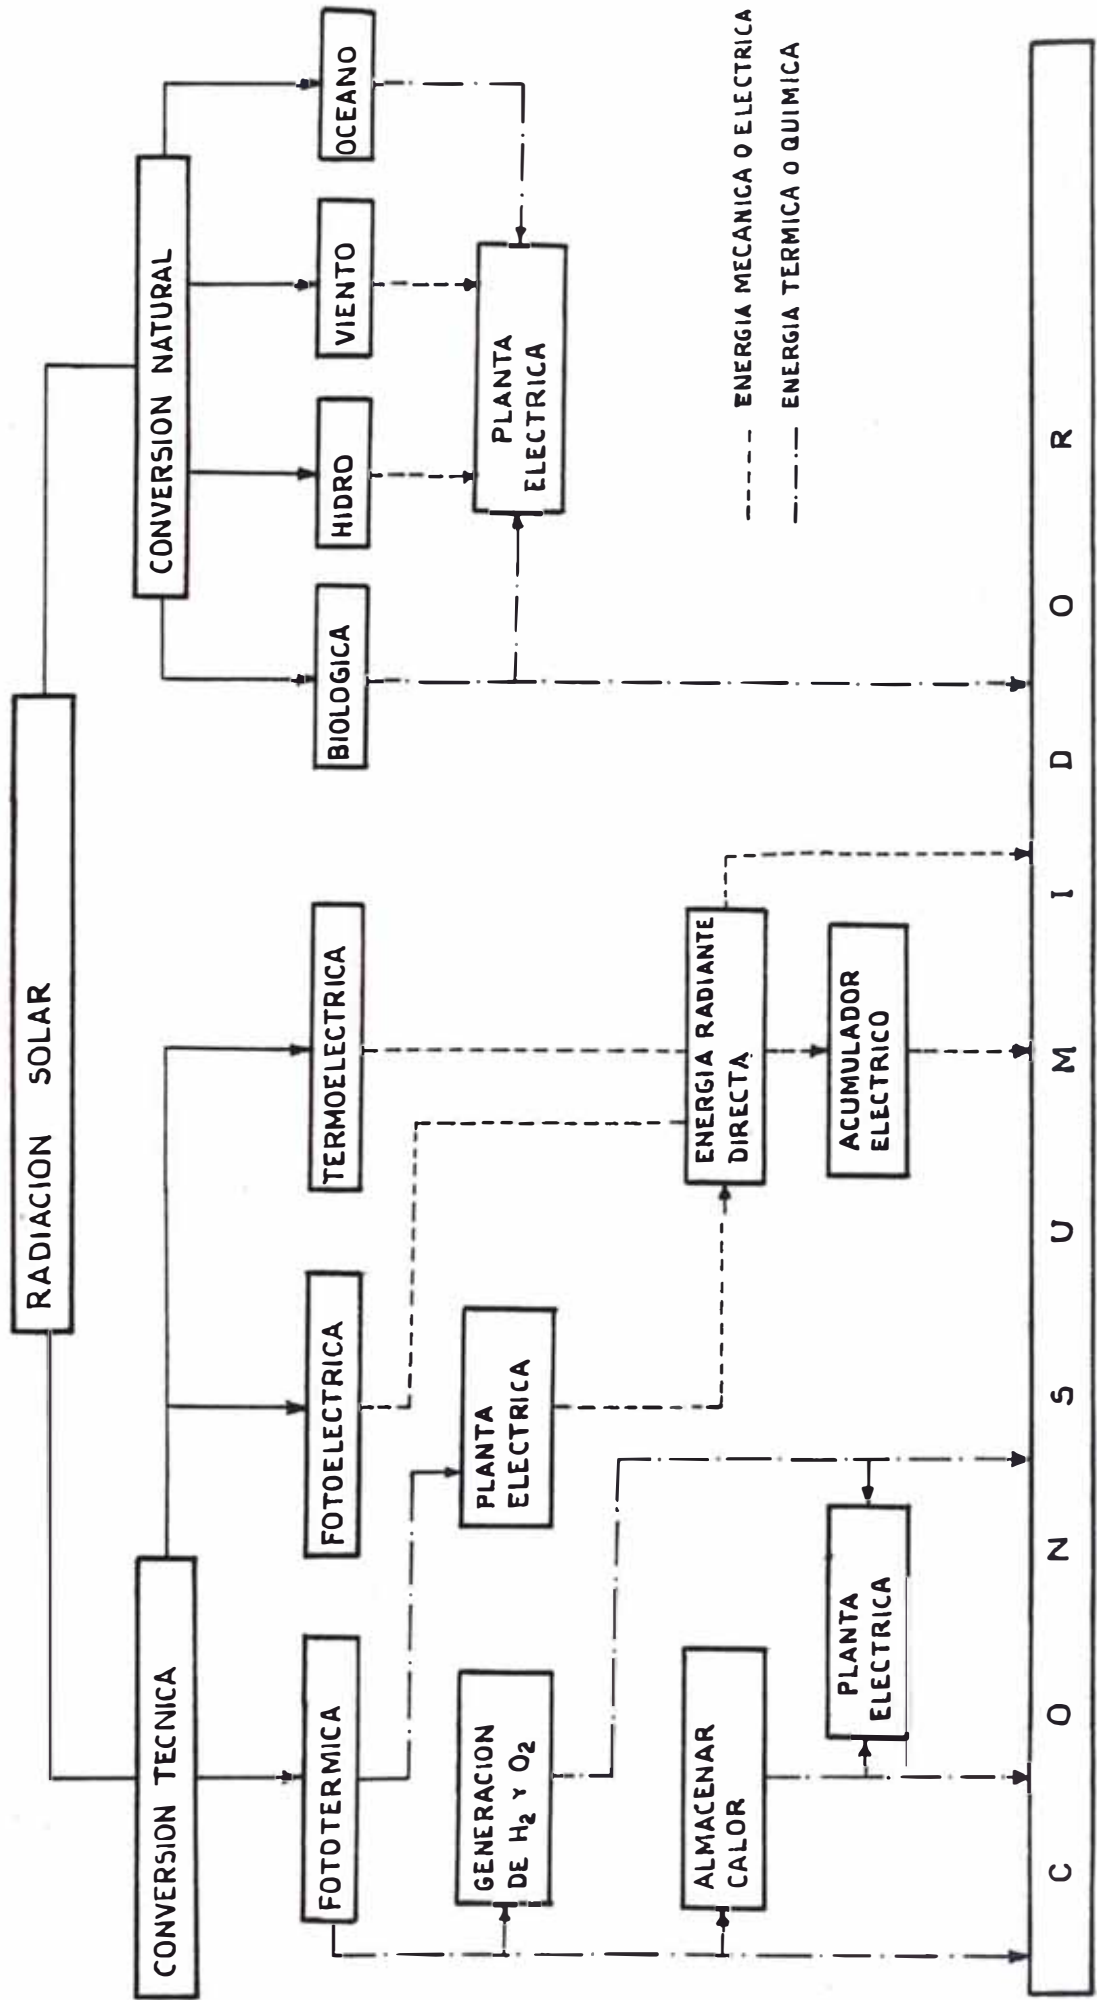 RADIACION SOLAR
CONVERSION TECNICA
CONVERSION NATURAL
FOTOTERMICA
FOTOELECTRICA
TERMOELECTRICA
BIOLOGICA
HIDRO
VIENTO
OCEANO
GENERACION
DE H₂ Y O₂
PLANTA
ELECTRICA
PLANTA
ELECTRICA
ALMACENAR
CALOR
ENERGIA RADIANTE
DIRECTA
PLANTA
ELECTRICA
ACUMULADOR
ELECTRICO
ENERGIA MECANICA O ELECTRICA
ENERGIA TERMICA O QUIMICA
CONSUMIDOR